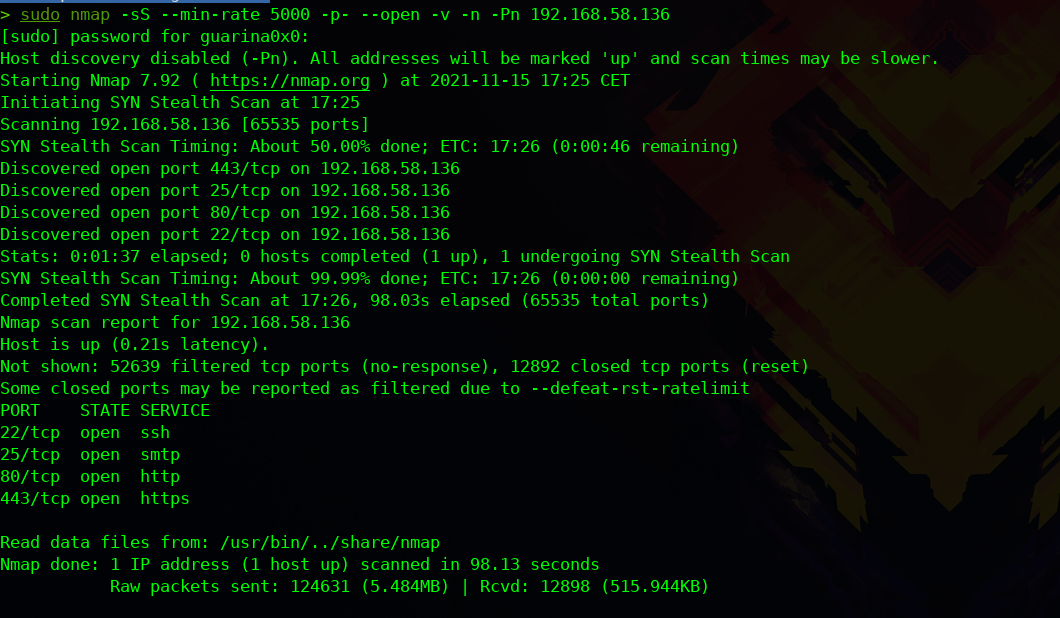 > sudo nmap -sS --min-rate 5000 -p- --open -v -n -Pn 192.168.58.136
[sudo] password for guarina0x0:
Host discovery disabled (-Pn). All addresses will be marked 'up' and scan times may be slower.
Starting Nmap 7.92 ( https://nmap.org ) at 2021-11-15 17:25 CET
Initiating SYN Stealth Scan at 17:25
Scanning 192.168.58.136 [65535 ports]
SYN Stealth Scan Timing: About 50.00% done; ETC: 17:26 (0:00:46 remaining)
Discovered open port 443/tcp on 192.168.58.136
Discovered open port 25/tcp on 192.168.58.136
Discovered open port 80/tcp on 192.168.58.136
Discovered open port 22/tcp on 192.168.58.136
Stats: 0:01:37 elapsed; 0 hosts completed (1 up), 1 undergoing SYN Stealth Scan
SYN Stealth Scan Timing: About 99.99% done; ETC: 17:26 (0:00:00 remaining)
Completed SYN Stealth Scan at 17:26, 98.03s elapsed (65535 total ports)
Nmap scan report for 192.168.58.136
Host is up (0.21s latency).
Not shown: 52639 filtered tcp ports (no-response), 12892 closed tcp ports (reset)
Some closed ports may be reported as filtered due to --defeat-rst-ratelimit
PORT    STATE SERVICE
22/tcp  open  ssh
25/tcp  open  smtp
80/tcp  open  http
443/tcp open  https
Read data files from: /usr/bin/../share/nmap
Nmap done: 1 IP address (1 host up) scanned in 98.13 seconds
           Raw packets sent: 124631 (5.484MB) | Rcvd: 12898 (515.944KB)